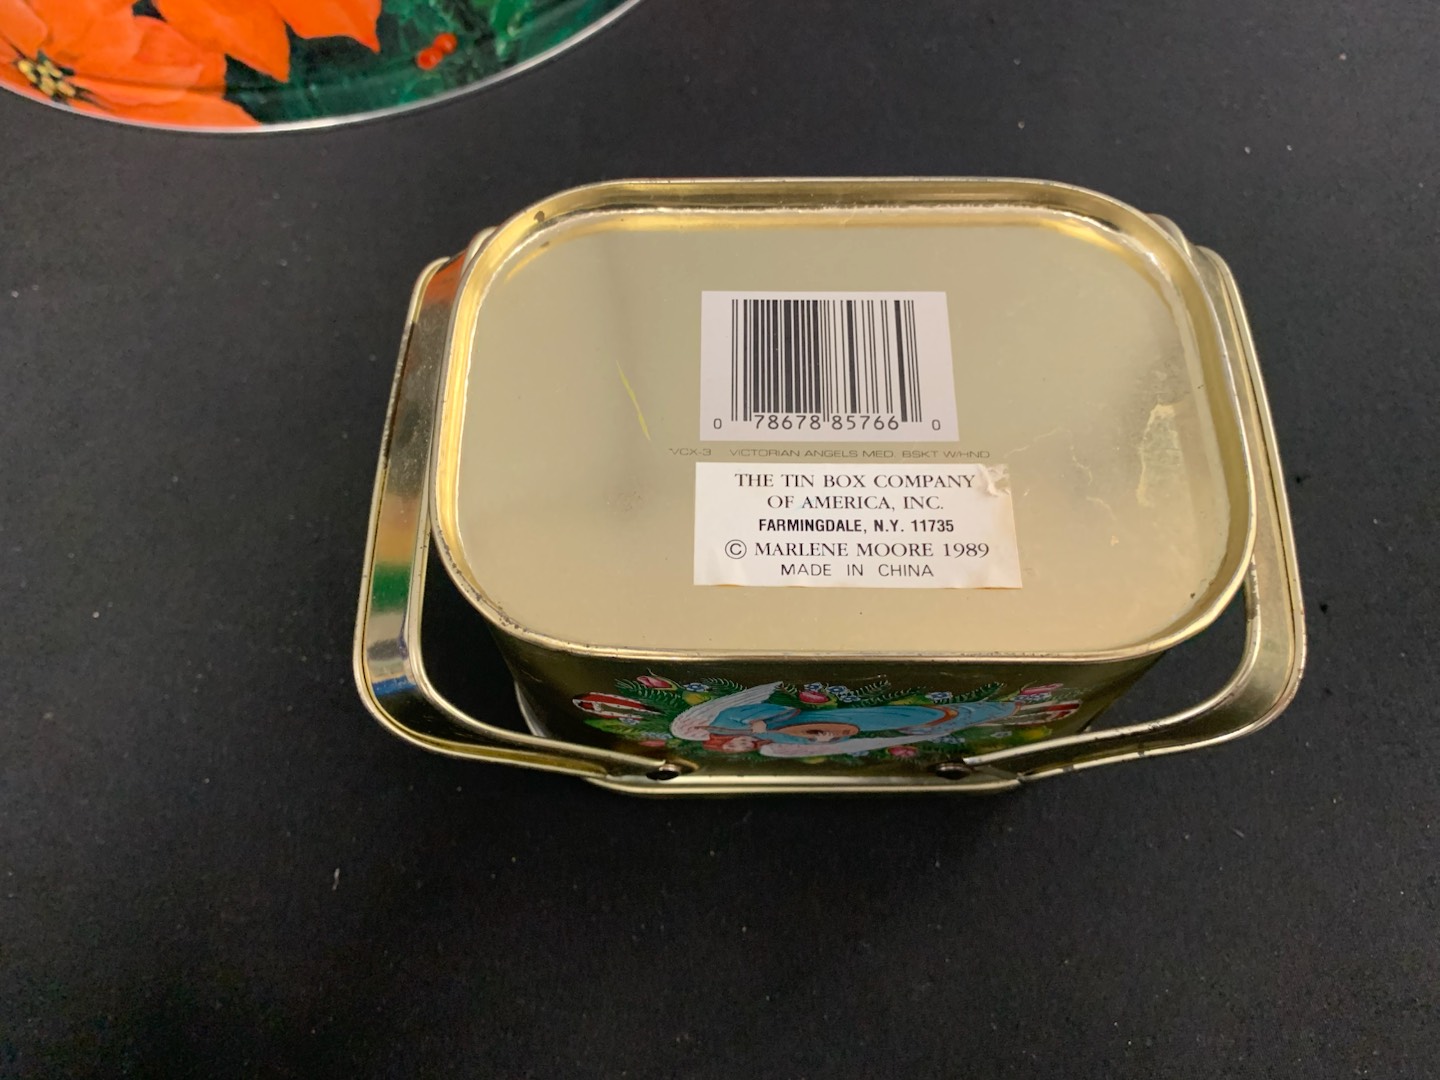 0 78678 85766 0
VCX-3 VICTORIAN ANGELS MED. BSKT W/HND
THE TIN BOX COMPANY
OF AMERICA, INC.
FARMINGDALE, N.Y. 11735
© MARLENE MOORE 1989
MADE IN CHINA